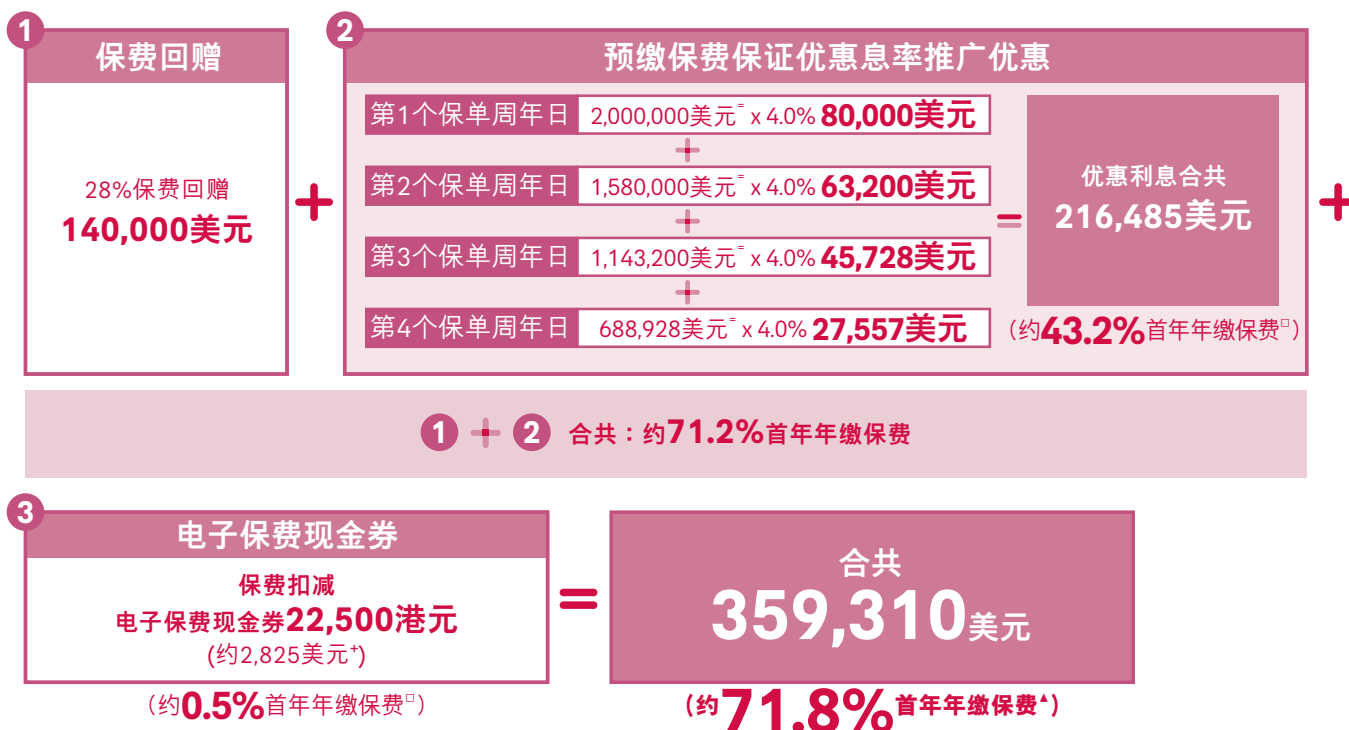 1
保费回赠
28%保费回赠
140,000美元
+
2
预缴保费保证优惠息率推广优惠
第1个保单周年日 2,000,000美元⁼ x 4.0% 80,000美元
+
第2个保单周年日 1,580,000美元⁼ x 4.0% 63,200美元
+
第3个保单周年日 1,143,200美元⁼ x 4.0% 45,728美元
+
第4个保单周年日 688,928美元⁼ x 4.0% 27,557美元
=
优惠利息合共
216,485美元
(约43.2%首年年缴保费□)
+
1 + 2 合共：约71.2%首年年缴保费
3
电子保费现金券
保费扣减
电子保费现金券22,500港元
(约2,825美元⁺)
(约0.5%首年年缴保费□)
=
合共
359,310美元
(约71.8%首年年缴保费▲)